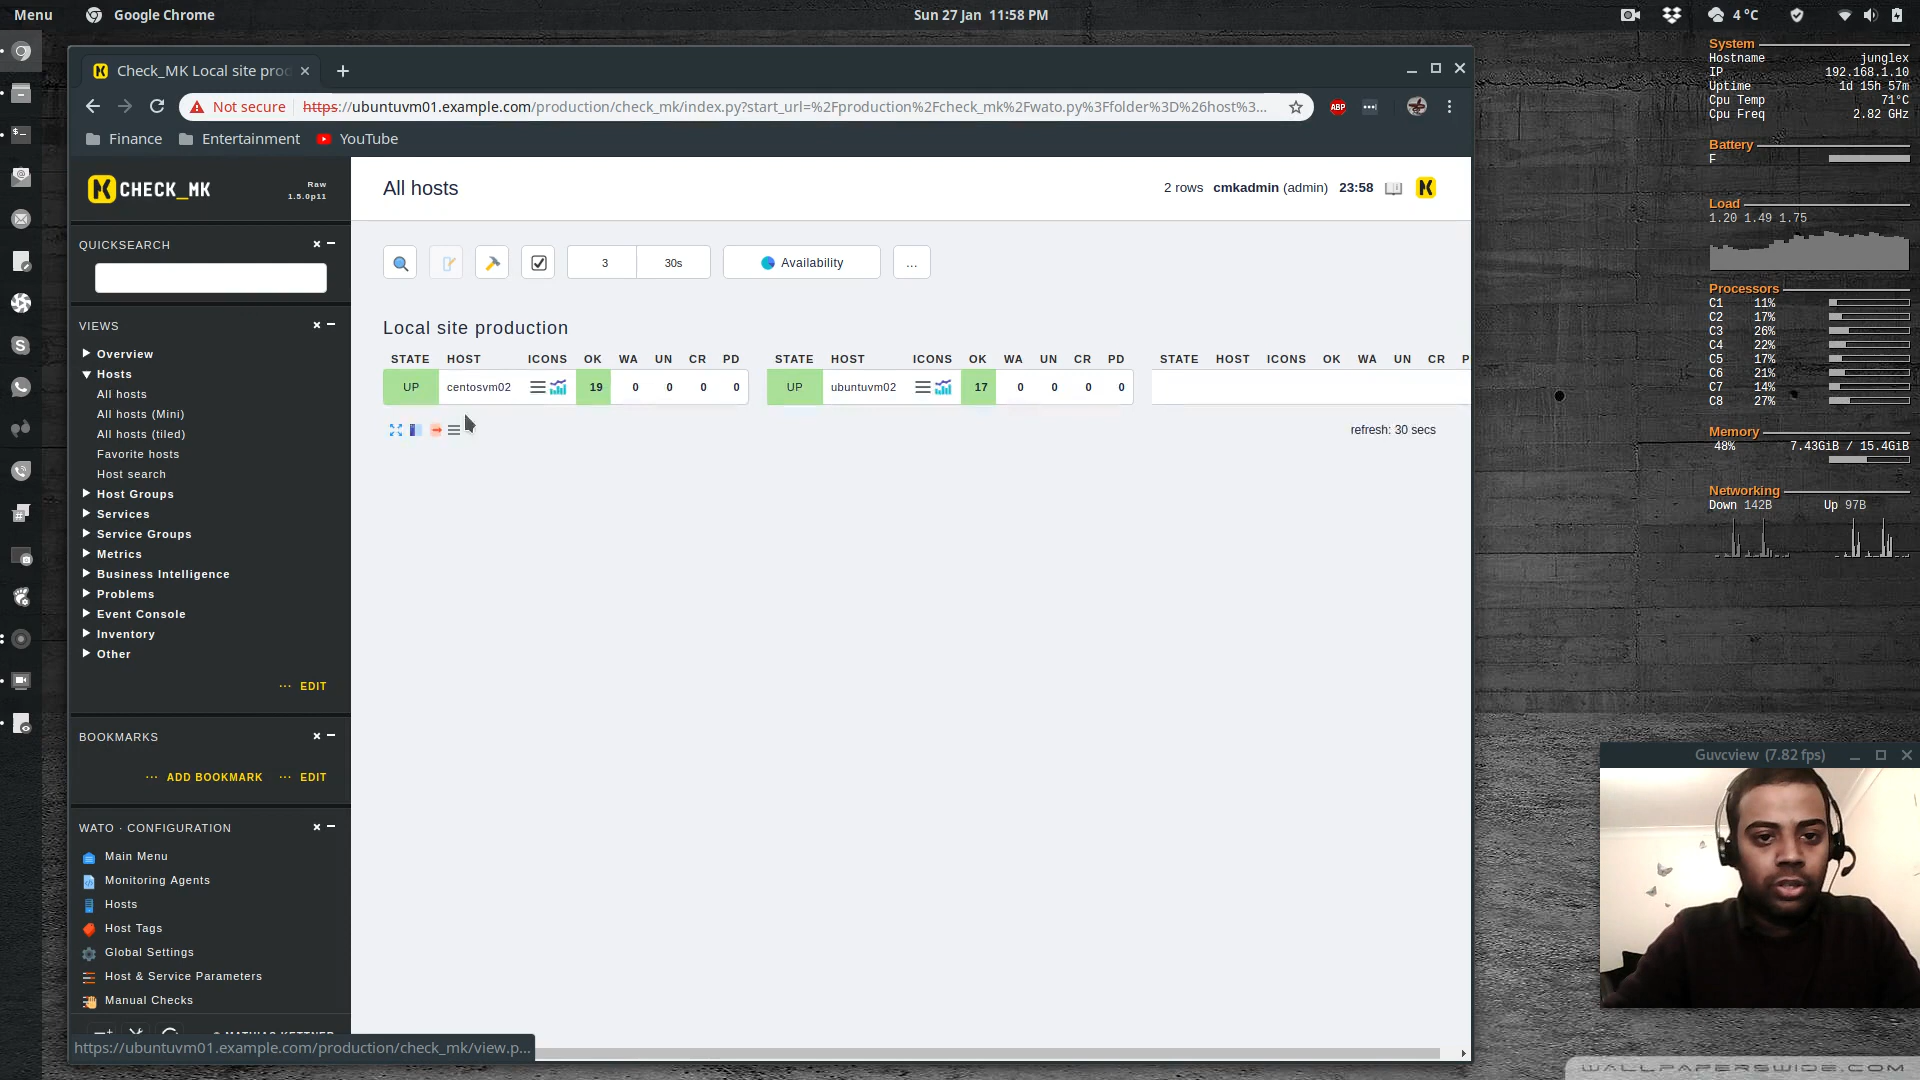 Menu Google Chrome Sun 27 Jan 11:58 PM 4 °C
Check_MK Local site prod
Not secure https://ubuntuvm01.example.com/production/check_mk/index.py?start_url=%2Fproduction%2Fcheck_mk%2Fwato.py%3Ffolder%3D%26host%3... ABP
Finance Entertainment YouTube
CHECK_MK Raw
1.5.0p11
QUICKSEARCH
VIEWS
Overview
Hosts
All hosts
All hosts (Mini)
All hosts (tiled)
Favorite hosts
Host search
Host Groups
Services
Service Groups
Metrics
Business Intelligence
Problems
Event Console
Inventory
Other
... EDIT
BOOKMARKS
... ADD BOOKMARK ... EDIT
WATO · CONFIGURATION
Main Menu
Monitoring Agents
Hosts
Host Tags
Global Settings
Host & Service Parameters
Manual Checks
https://ubuntuvm01.example.com/production/check_mk/view.p...
All hosts 2 rows cmkadmin (admin) 23:58
3 30s Availability ...
Local site production
STATE HOST ICONS OK WA UN CR PD STATE HOST ICONS OK WA UN CR PD STATE HOST ICONS OK WA UN CR P
UP centosvm02 19 0 0 0 0 UP ubuntuvm02 17 0 0 0 0
refresh: 30 secs
System
Hostname junglex
IP 192.168.1.10
Uptime 1d 15h 57m
Cpu Temp 71°C
Cpu Freq 2.82 GHz
Battery
F
Load
1.20 1.49 1.75
Processors
C1 11%
C2 17%
C3 26%
C4 22%
C5 17%
C6 21%
C7 14%
C8 27%
Memory
48% 7.43GiB / 15.4GiB
Networking
Down 142B Up 97B
Guvcview (7.82 fps)
WALLPAPERSWIDE.COM